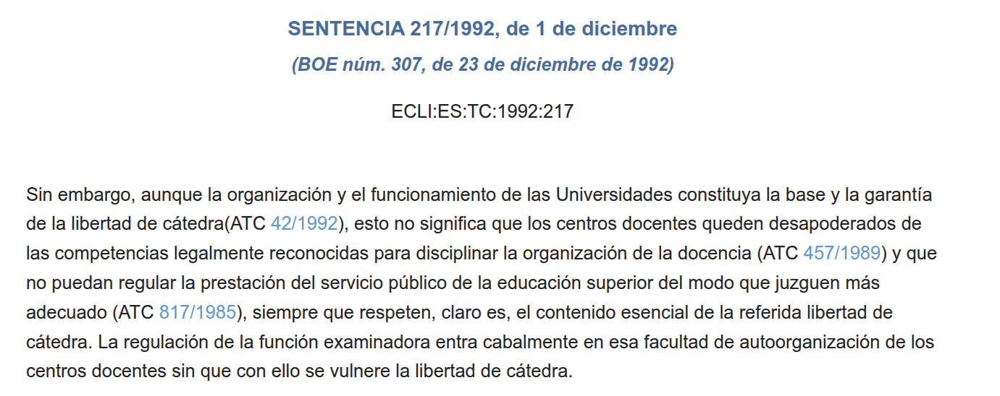 SENTENCIA 217/1992, de 1 de diciembre
(BOE núm. 307, de 23 de diciembre de 1992)
ECLI:ES:TC:1992:217
Sin embargo, aunque la organización y el funcionamiento de las Universidades constituya la base y la garantía
de la libertad de cátedra(ATC 42/1992), esto no significa que los centros docentes queden desapoderados de
las competencias legalmente reconocidas para disciplinar la organización de la docencia (ATC 457/1989) y que
no puedan regular la prestación del servicio público de la educación superior del modo que juzguen más
adecuado (ATC 817/1985), siempre que respeten, claro es, el contenido esencial de la referida libertad de
cátedra. La regulación de la función examinadora entra cabalmente en esa facultad de autoorganización de los
centros docentes sin que con ello se vulnere la libertad de cátedra.